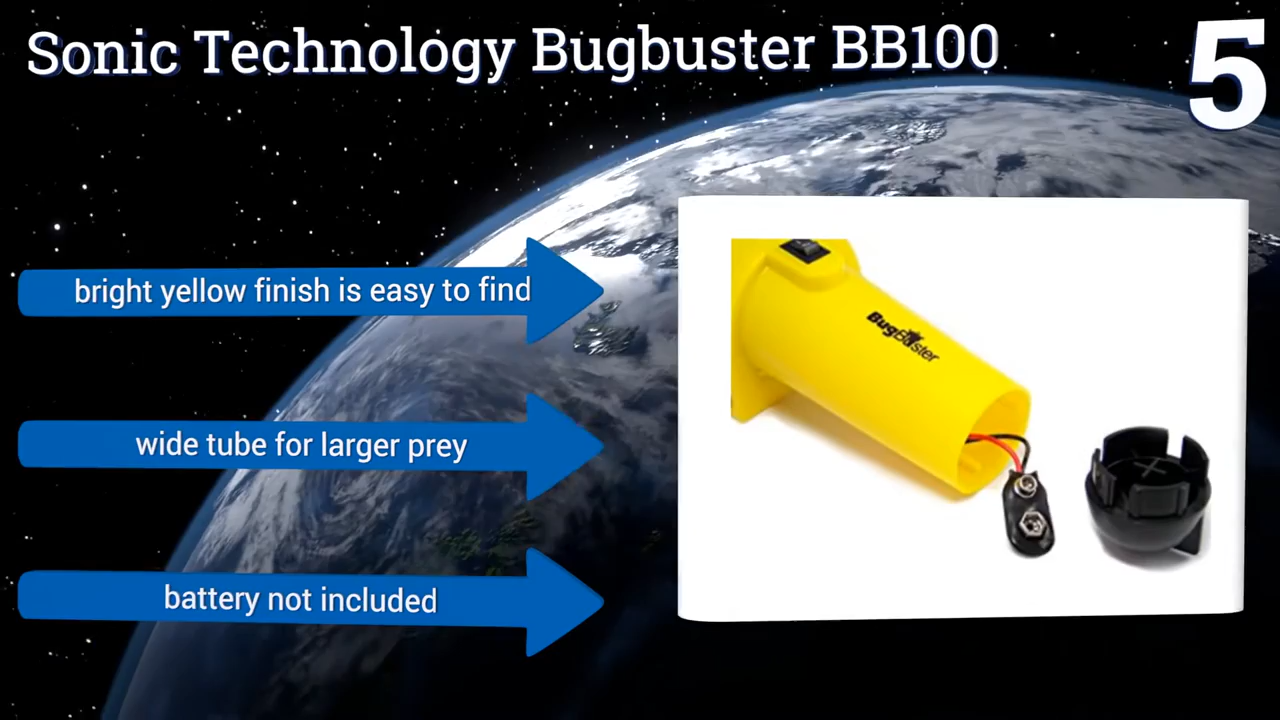 Sonic Technology Bugbuster BB100
5
bright yellow finish is easy to find
wide tube for larger prey
battery not included
BugBuster